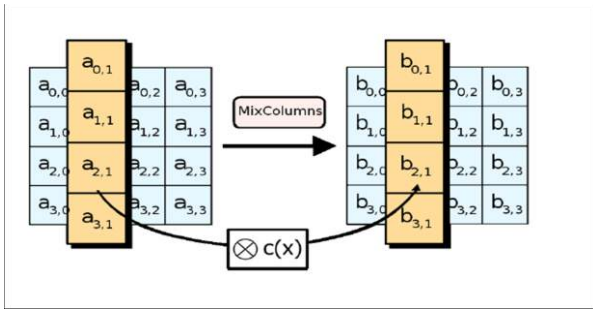 a0,1 b0,1
a0,0 a0,2 a0,3 b0,0 b0,2 b0,3
MixColumns
a1,0 a1,1 a1,2 a1,3 b1,0 b1,1 b1,2 b1,3
a2,0 a2,1 a2,2 a2,3 b2,0 b2,1 b2,2 b2,3
a3,0 a3,1 a3,2 a3,3 b3,0 b3,1 b3,2 b3,3
⊗ c(x)